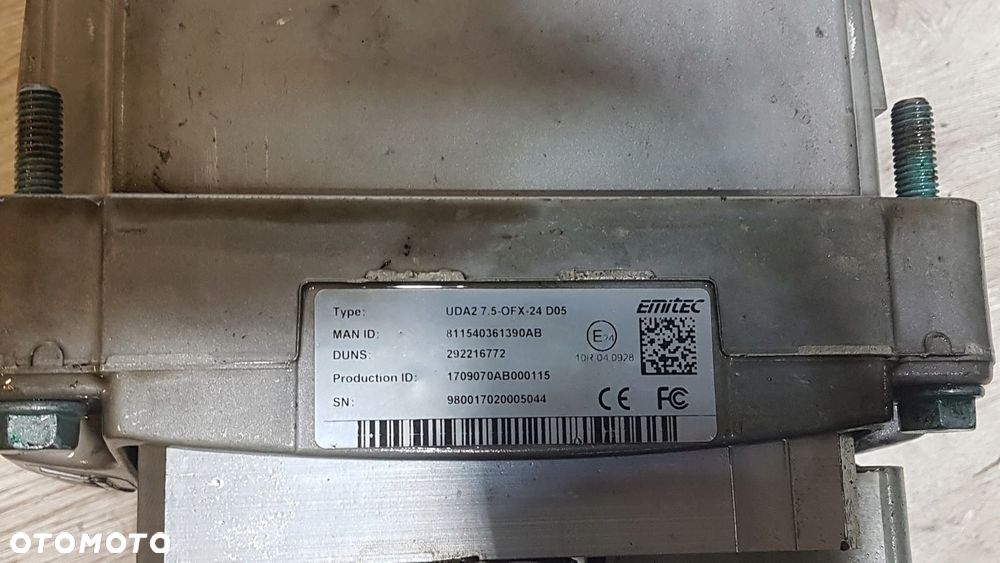 Type: UDA2 7.5-OFX-24 D05
EMITEC
MAN ID: 811540361390AB
E24
DUNS: 292216772
10R 04.0928
Production ID: 1709070AB000115
SN: 980017020005044
CE FC
OTOMOTO